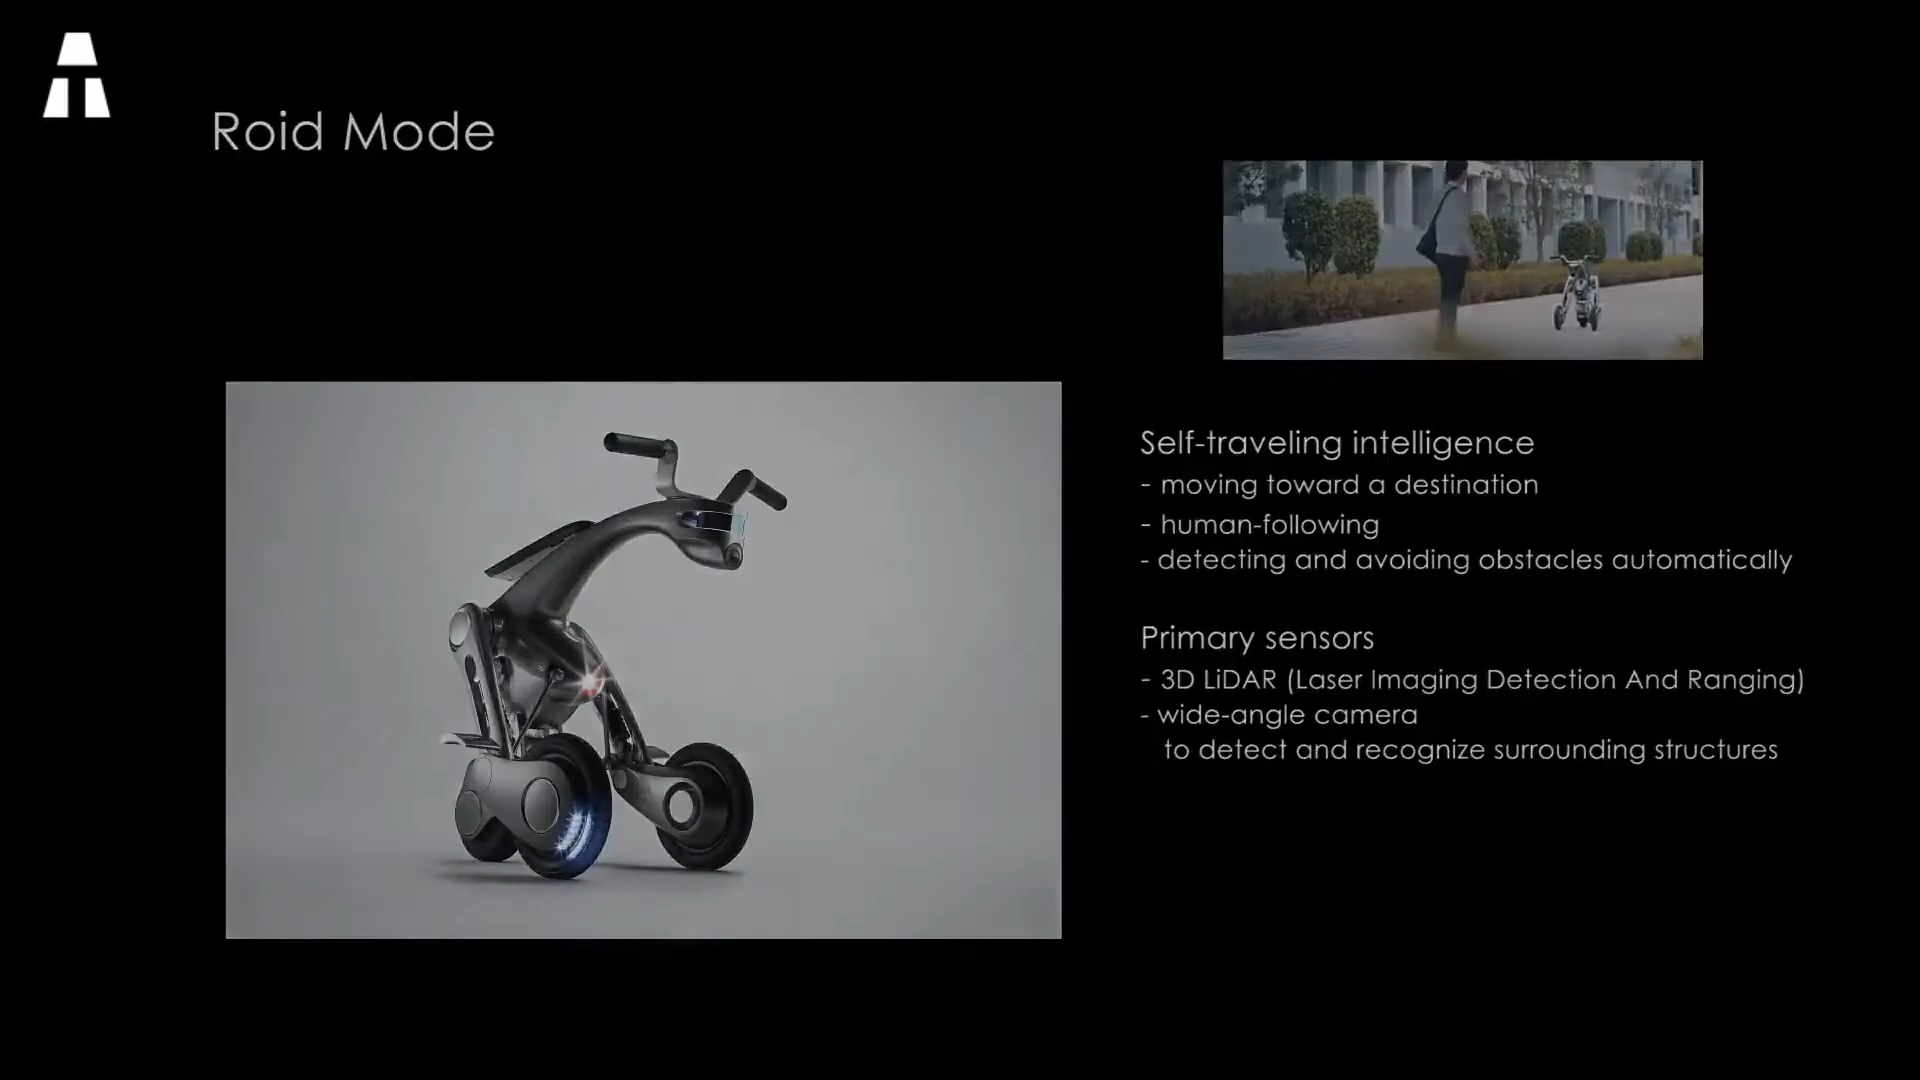 Roid Mode
Self-traveling intelligence
- moving toward a destination
- human-following
- detecting and avoiding obstacles automatically
Primary sensors
- 3D LiDAR (Laser Imaging Detection And Ranging)
- wide-angle camera
to detect and recognize surrounding structures